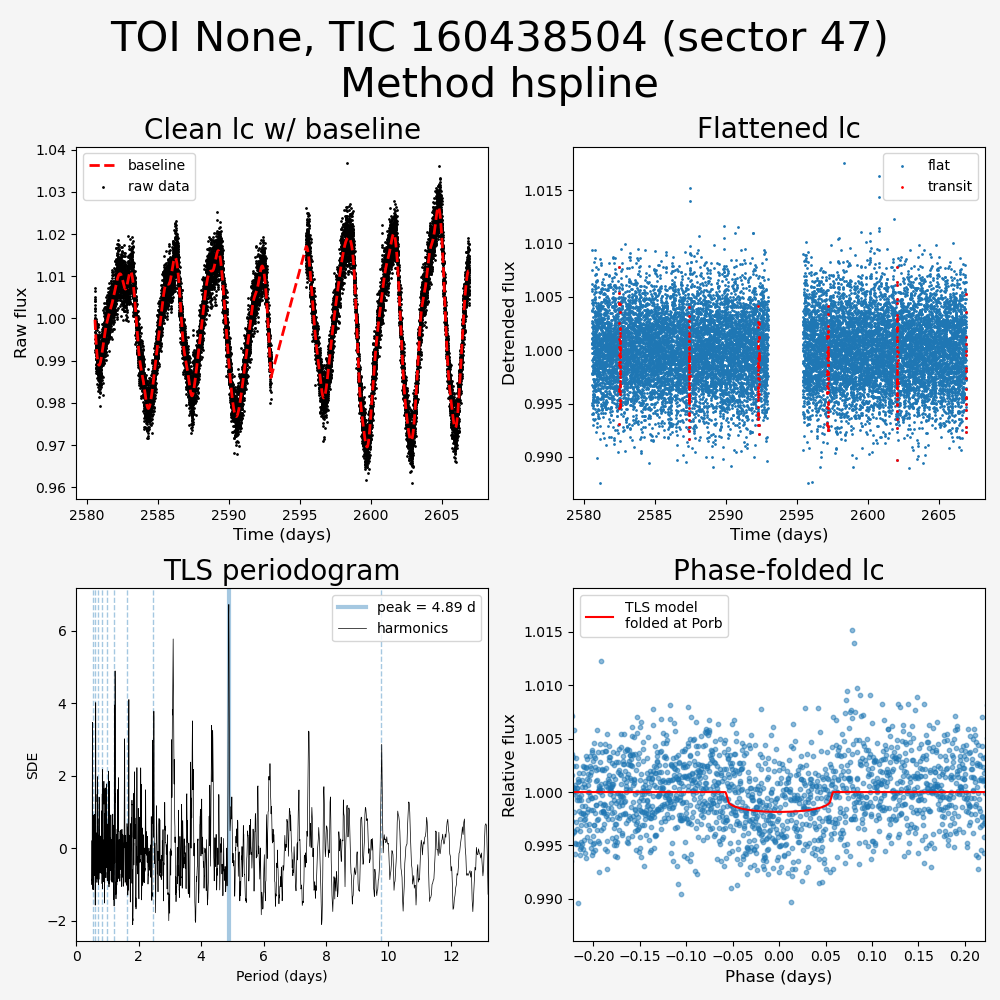 TOI None, TIC 160438504 (sector 47)
Method hspline
Clean lc w/ baseline
baseline
raw data
1.04
1.03
1.02
1.01
1.00
0.99
0.98
0.97
0.96
Raw flux
2580
2585
2590
2595
2600
2605
Time (days)
Flattened lc
flat
transit
1.015
1.010
1.005
1.000
0.995
0.990
Detrended flux
2580
2585
2590
2595
2600
2605
Time (days)
TLS periodogram
peak = 4.89 d
harmonics
6
4
2
0
−2
SDE
0
2
4
6
8
10
12
Period (days)
Phase-folded lc
TLS model
folded at Porb
1.015
1.010
1.005
1.000
0.995
0.990
Relative flux
−0.20
−0.15
−0.10
−0.05
0.00
0.05
0.10
0.15
0.20
Phase (days)